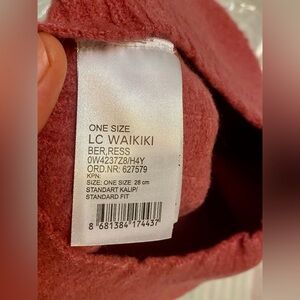 ONE SIZE
LC WAIKIKI
BER,RESS
0W4237Z8/H4Y
ORD.NR: 627579
KPN:
SIZE: ONE SIZE 28 cm
STANDART KALIP/
STANDARD FIT
8 681384 174437